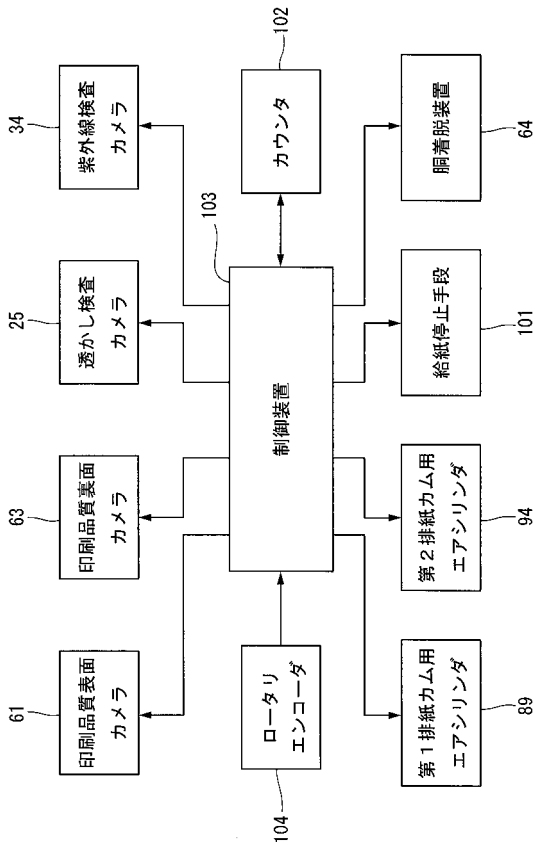 61
印刷品質表面
カメラ
63
印刷品質裏面
カメラ
25
透かし検査
カメラ
34
紫外線検査
カメラ
ロータリ
エンコーダ
104
制御装置
103
カウンタ
102
第1排紙カム用
エアシリンダ
89
第2排紙カム用
エアシリンダ
94
給紙停止手段
101
胴着脱装置
64